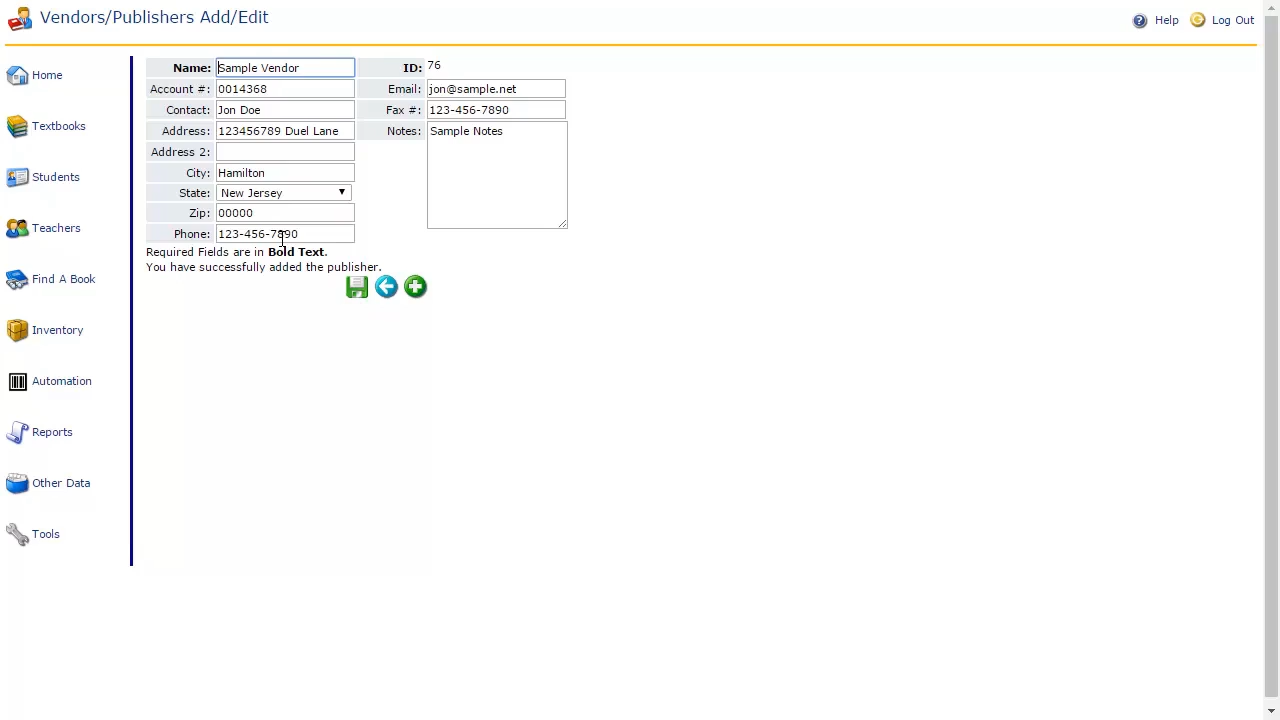 Vendors/Publishers Add/Edit
Help
Log Out
Home
Textbooks
Students
Teachers
Find A Book
Inventory
Automation
Reports
Other Data
Tools
Name: Sample Vendor ID: 76
Account #: 0014368 Email: jon@sample.net
Contact: Jon Doe Fax #: 123-456-7890
Address: 123456789 Duel Lane Notes: Sample Notes
Address 2:
City: Hamilton
State: New Jersey
Zip: 00000
Phone: 123-456-7890
Required Fields are in Bold Text.
You have successfully added the publisher.